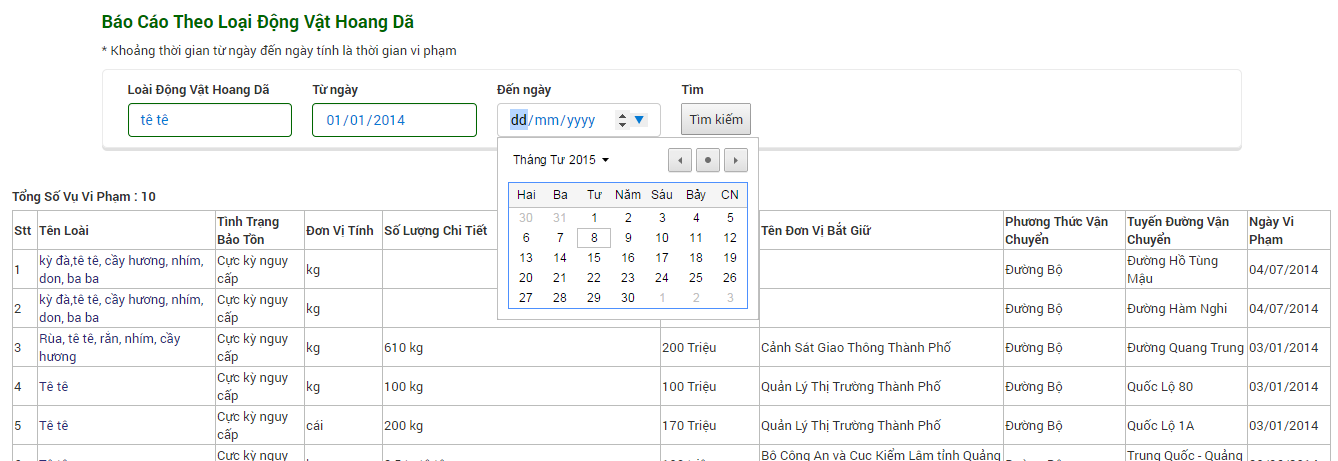 Báo Cáo Theo Loại Động Vật Hoang Dã
* Khoảng thời gian từ ngày đến ngày tính là thời gian vi phạm
Loài Động Vật Hoang Dã Từ ngày Đến ngày Tìm
tê tê 01/01/2014 dd/mm/yyyy Tìm kiếm
Tháng Tư 2015
Hai Ba Tư Năm Sáu Bảy CN
30 31 1 2 3 4 5
6 7 8 9 10 11 12
13 14 15 16 17 18 19
20 21 22 23 24 25 26
27 28 29 30 1 2 3
Tổng Số Vụ Vi Phạm : 10
Stt Tên Loài Tình Trạng Bảo Tồn Đơn Vị Tính Số Lượng Chi Tiết Tên Đơn Vị Bắt Giữ Phương Thức Vận Chuyển Tuyến Đường Vận Chuyển Ngày Vi Phạm
1 kỳ đà,tê tê, cầy hương, nhím, don, ba ba Cực kỳ nguy cấp kg Đường Bộ Đường Hồ Tùng Mậu 04/07/2014
2 kỳ đà,tê tê, cầy hương, nhím, don, ba ba Cực kỳ nguy cấp kg Đường Bộ Đường Hàm Nghi 04/07/2014
3 Rùa, tê tê, rắn, nhím, cầy hương Cực kỳ nguy cấp kg 610 kg 200 Triệu Cảnh Sát Giao Thông Thành Phố Đường Bộ Đường Quang Trung 03/01/2014
4 Tê tê Cực kỳ nguy cấp kg 100 kg 100 Triệu Quản Lý Thị Trường Thành Phố Đường Bộ Quốc Lộ 80 03/01/2014
5 Tê tê Cực kỳ nguy cấp cái 200 kg 170 Triệu Quản Lý Thị Trường Thành Phố Đường Bộ Quốc Lộ 1A 03/01/2014
Cực kỳ nguy Bộ Công An và Cục Kiểm Lâm tỉnh Quảng Trung Quốc - Quảng